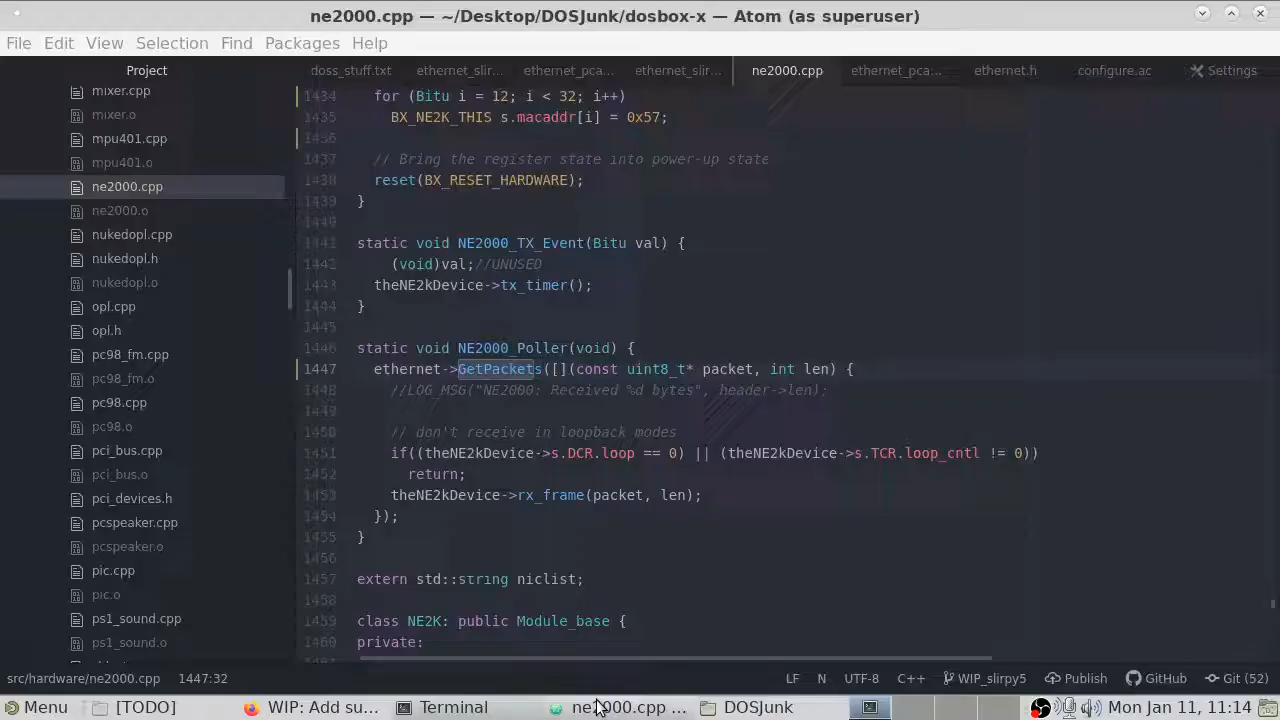 ne2000.cpp — ~/Desktop/DOSJunk/dosbox-x — Atom (as superuser)
File Edit View Selection Find Packages Help
Project
doss_stuff.txt ethernet_slir... ethernet_pca... ethernet_slir... ne2000.cpp ethernet_pca... ethernet.h configure.ac Settings
mixer.cpp
mixer.o
mpu401.cpp
mpu401.o
ne2000.cpp
ne2000.o
nukedopl.cpp
nukedopl.h
nukedopl.o
opl.cpp
opl.h
pc98_fm.cpp
pc98_fm.o
pc98.cpp
pc98.o
pci_bus.cpp
pci_bus.o
pci_devices.h
pcspeaker.cpp
pcspeaker.o
pic.cpp
pic.o
ps1_sound.cpp
ps1_sound.o
1434 for (Bitu i = 12; i < 32; i++)
1435 BX_NE2K_THIS s.macaddr[i] = 0x57;
1436
1437 // Bring the register state into power-up state
1438 reset(BX_RESET_HARDWARE);
1439 }
1440
1441 static void NE2000_TX_Event(Bitu val) {
1442 (void)val;//UNUSED
1443 theNE2kDevice->tx_timer();
1444 }
1445
1446 static void NE2000_Poller(void) {
1447 ethernet->GetPackets([](const uint8_t* packet, int len) {
1448 //LOG_MSG("NE2000: Received %d bytes", header->len);
1449
1450 // don't receive in loopback modes
1451 if((theNE2kDevice->s.DCR.loop == 0) || (theNE2kDevice->s.TCR.loop_cntl != 0))
1452 return;
1453 theNE2kDevice->rx_frame(packet, len);
1454 });
1455 }
1456
1457 extern std::string niclist;
1458
1459 class NE2K: public Module_base {
1460 private:
src/hardware/ne2000.cpp 1447:32 LF N UTF-8 C++ WIP_slirp5 Publish GitHub Git (52)
Menu [TODO] WIP: Add su... Terminal ne2000.cpp ... DOSJunk Mon Jan 11, 11:14